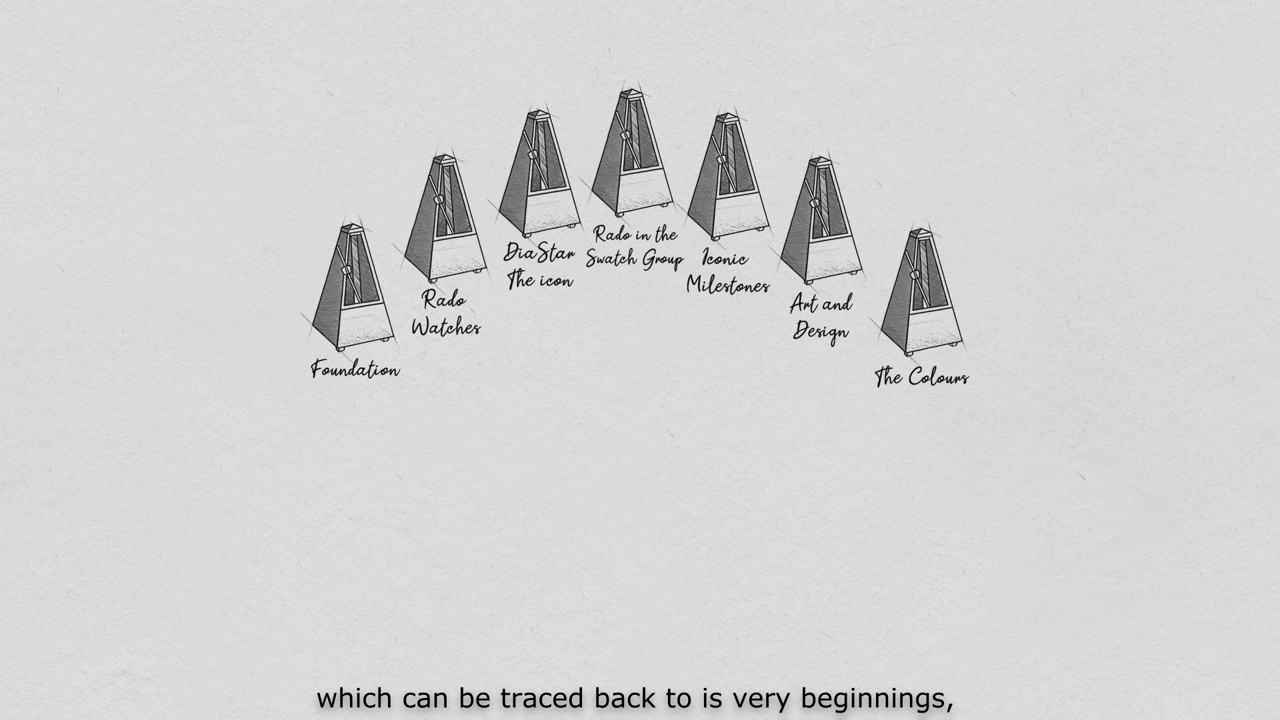 Foundation
Rado
Watches
DiaStar
The icon
Rado in the
Swatch Group
Iconic
Milestones
Art and
Design
The Colours
which can be traced back to is very beginnings,